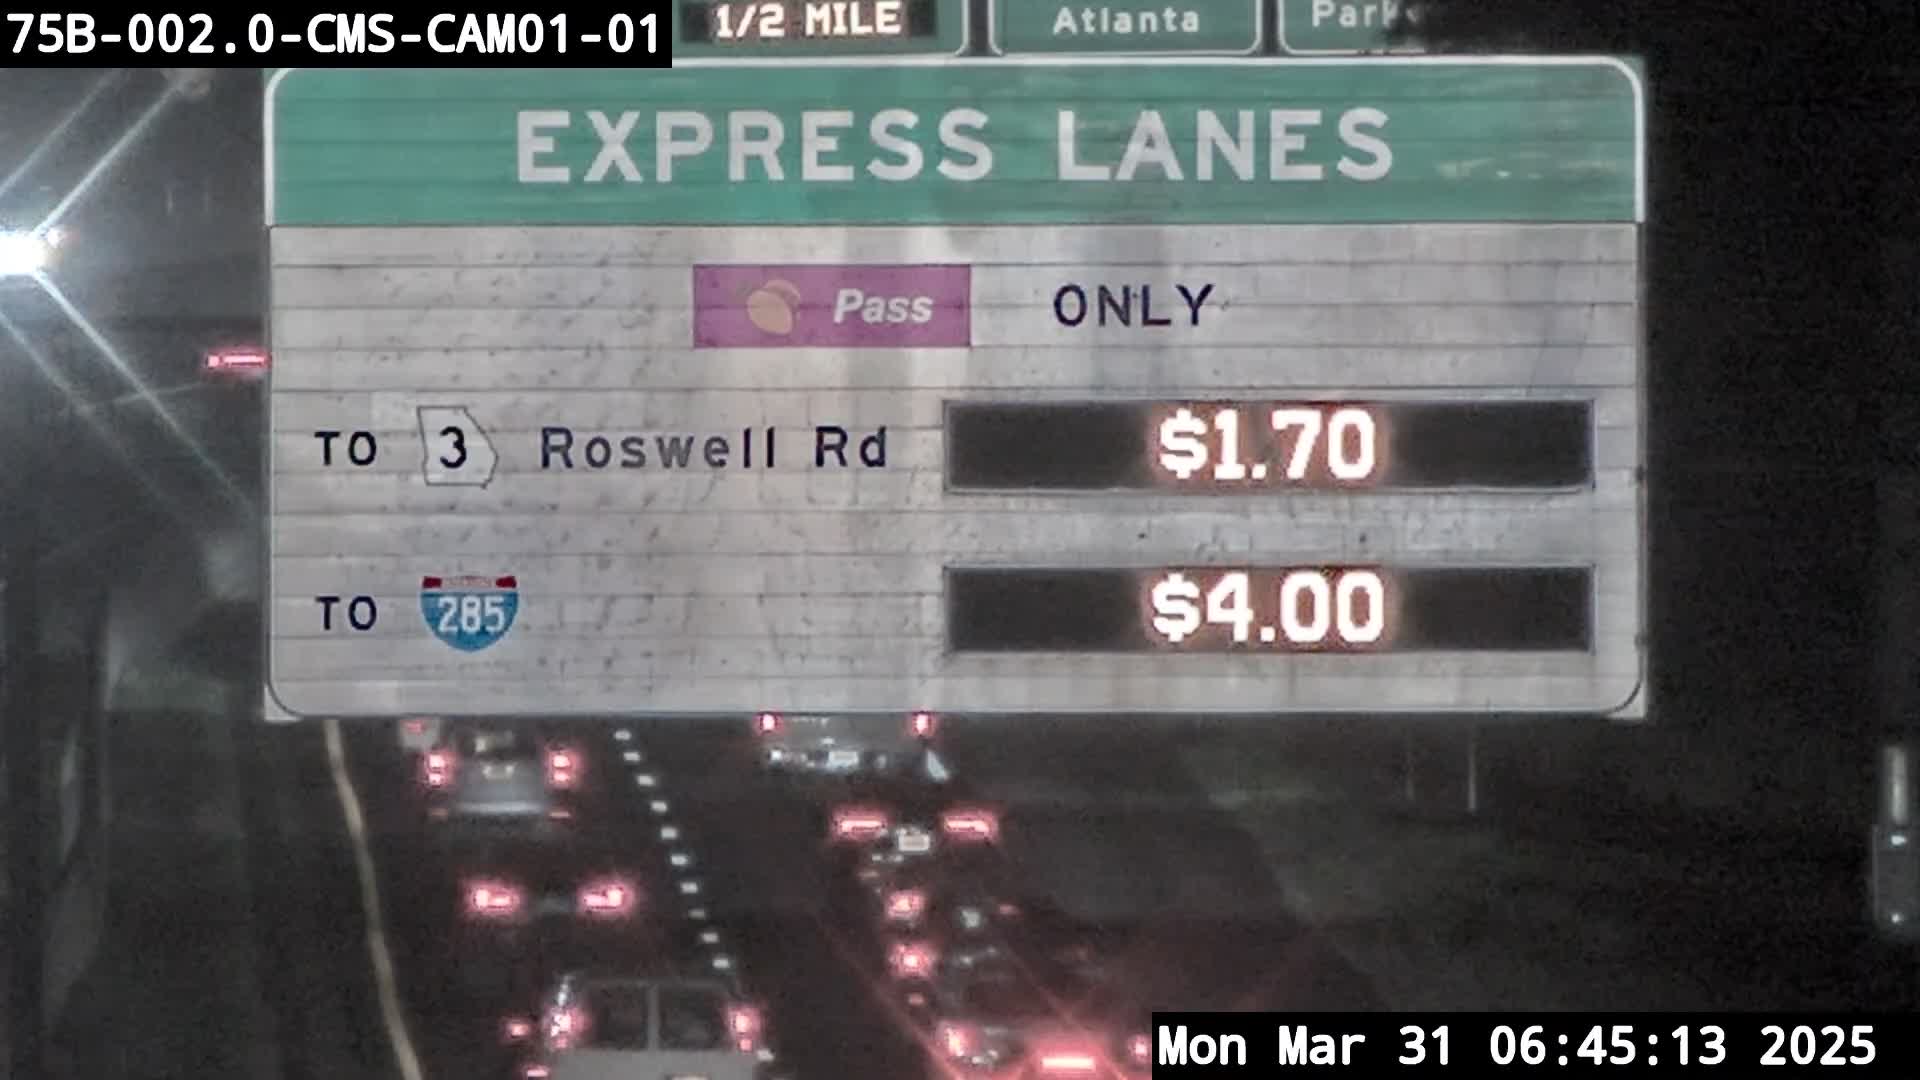 75B-002.0-CMS-CAM01-01
1/2 MILE
Atlanta
EXPRESS LANES
Pass ONLY
TO 3 Roswell Rd $1.70
TO 285 $4.00
Mon Mar 31 06:45:13 2025